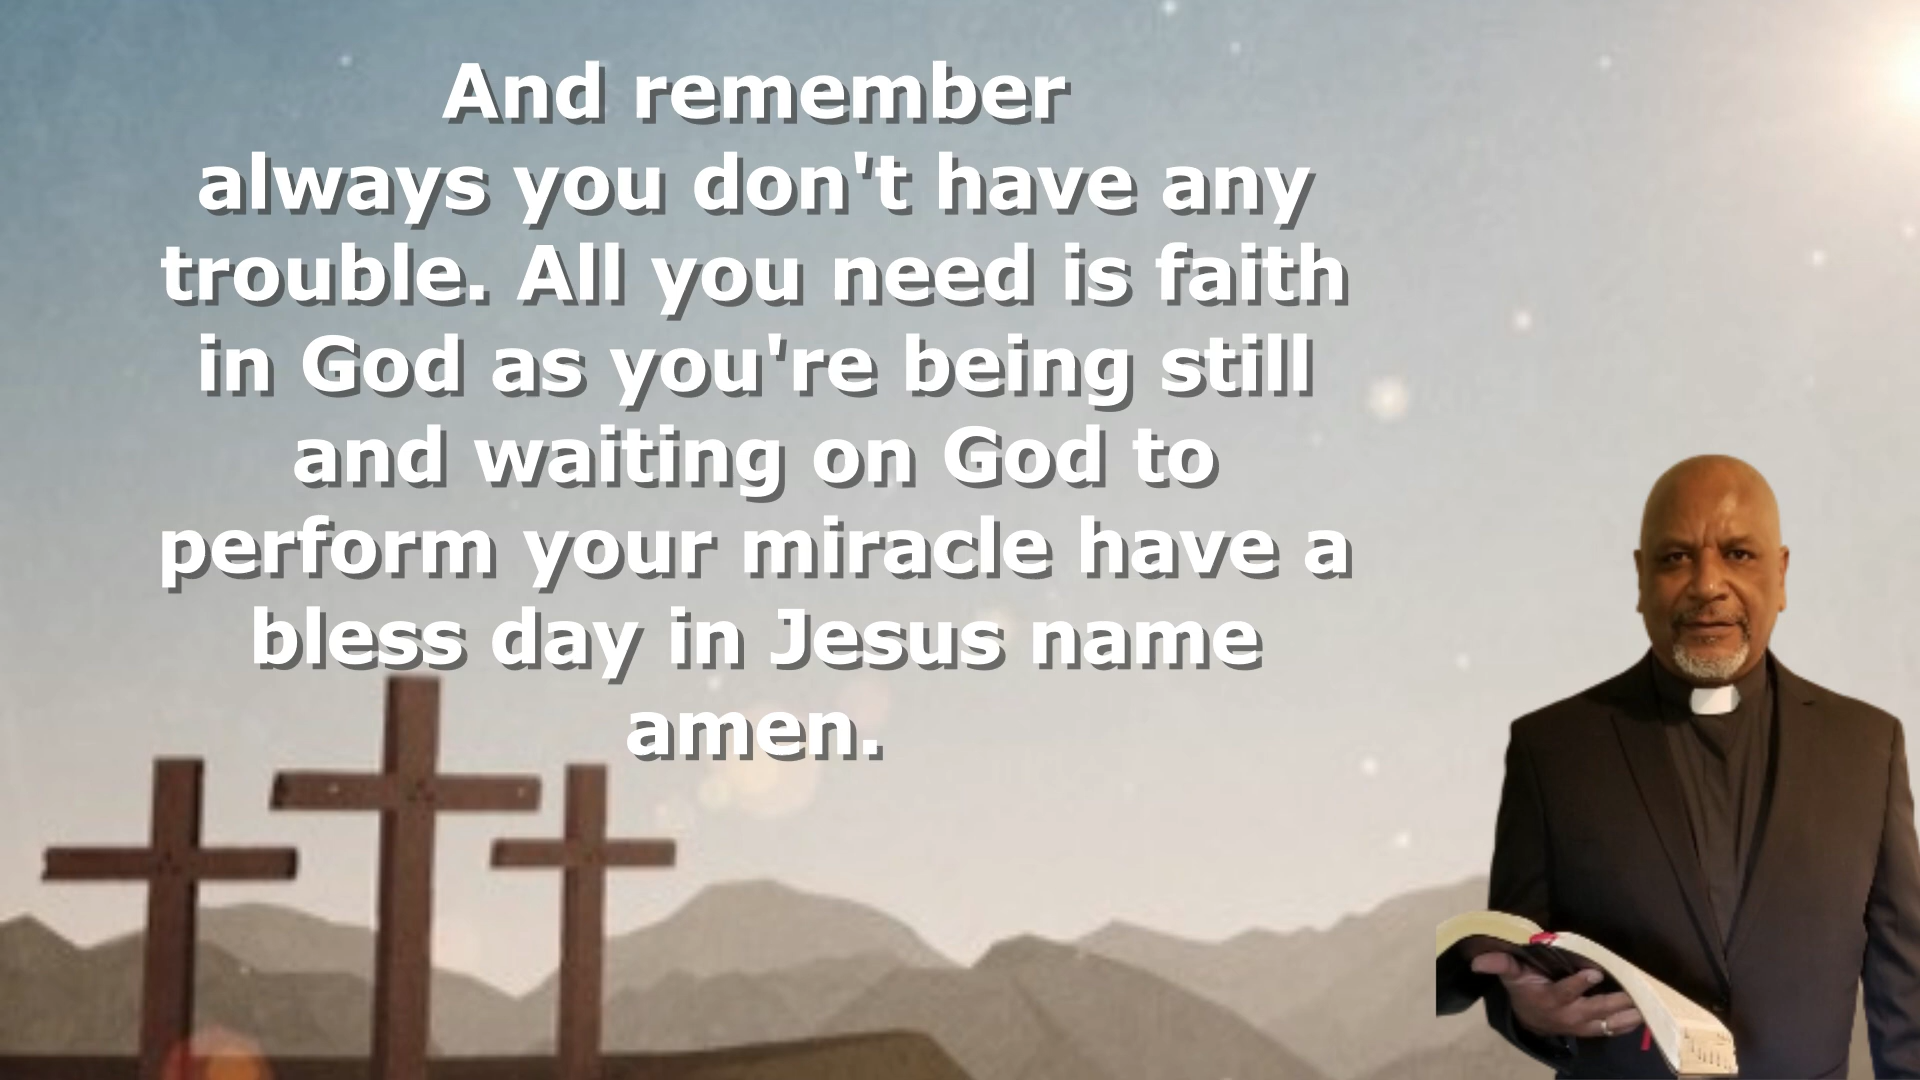 And remember
always you don't have any
trouble. All you need is faith
in God as you're being still
and waiting on God to
perform your miracle have a
bless day in Jesus name
amen.